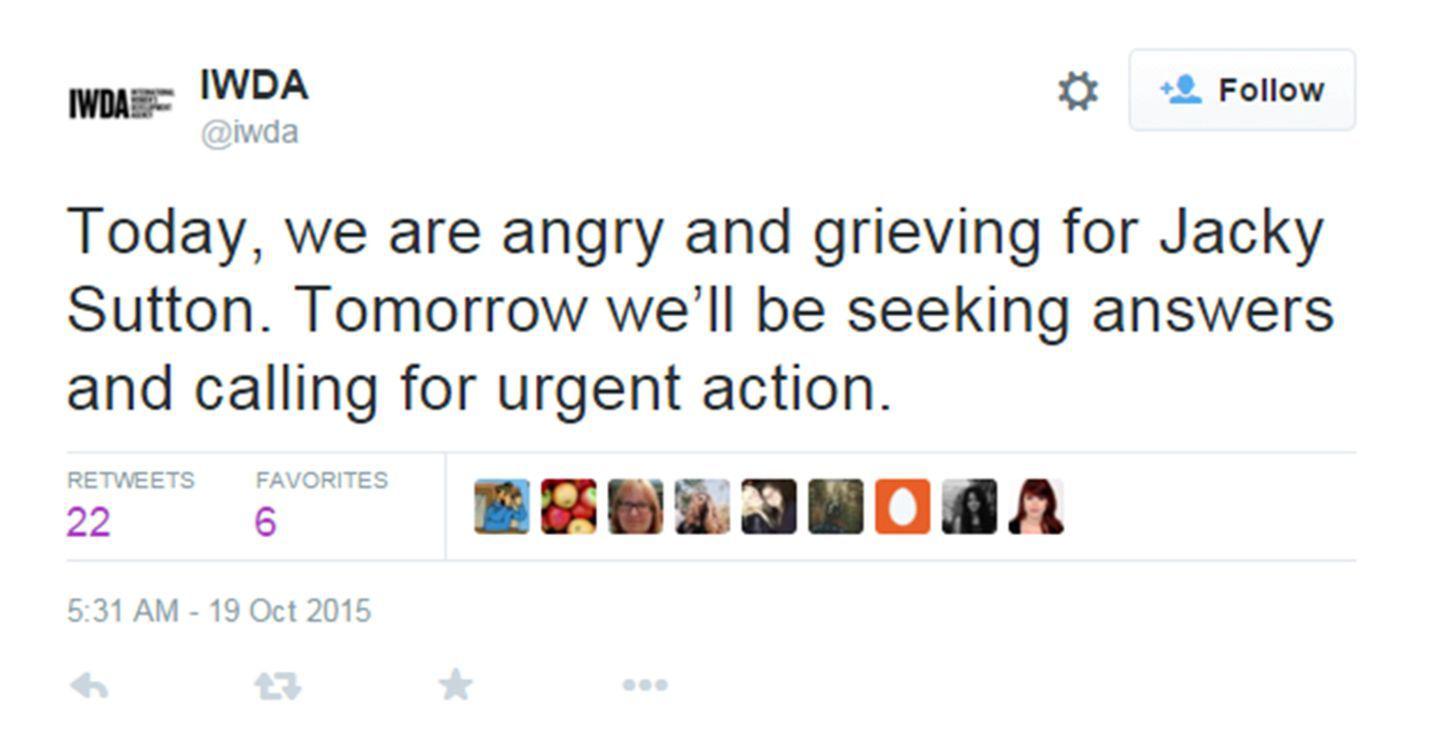 IWDA
IWDA
@iwda
Follow
Today, we are angry and grieving for Jacky
Sutton. Tomorrow we’ll be seeking answers
and calling for urgent action.
RETWEETS FAVORITES
22 6
5:31 AM - 19 Oct 2015